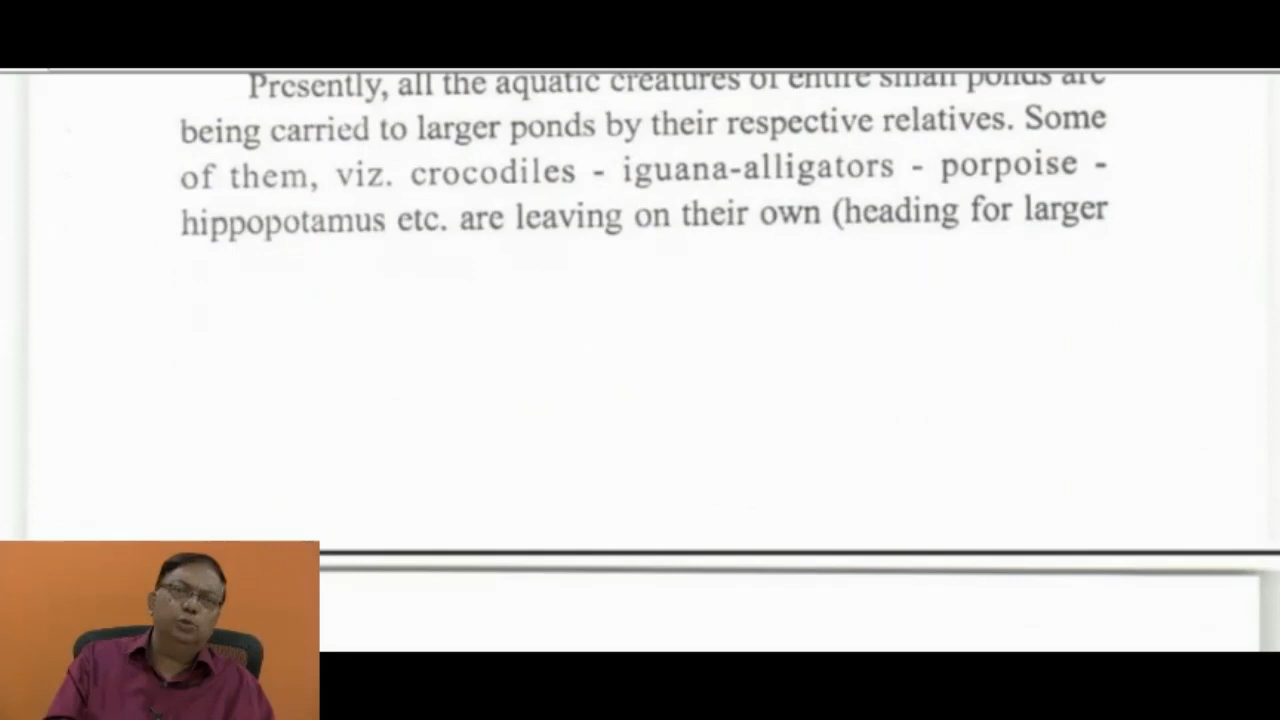 Presently, all the aquatic creatures of entire small ponds are
being carried to larger ponds by their respective relatives. Some
of them, viz. crocodiles - iguana-alligators - porpoise -
hippopotamus etc. are leaving on their own (heading for larger